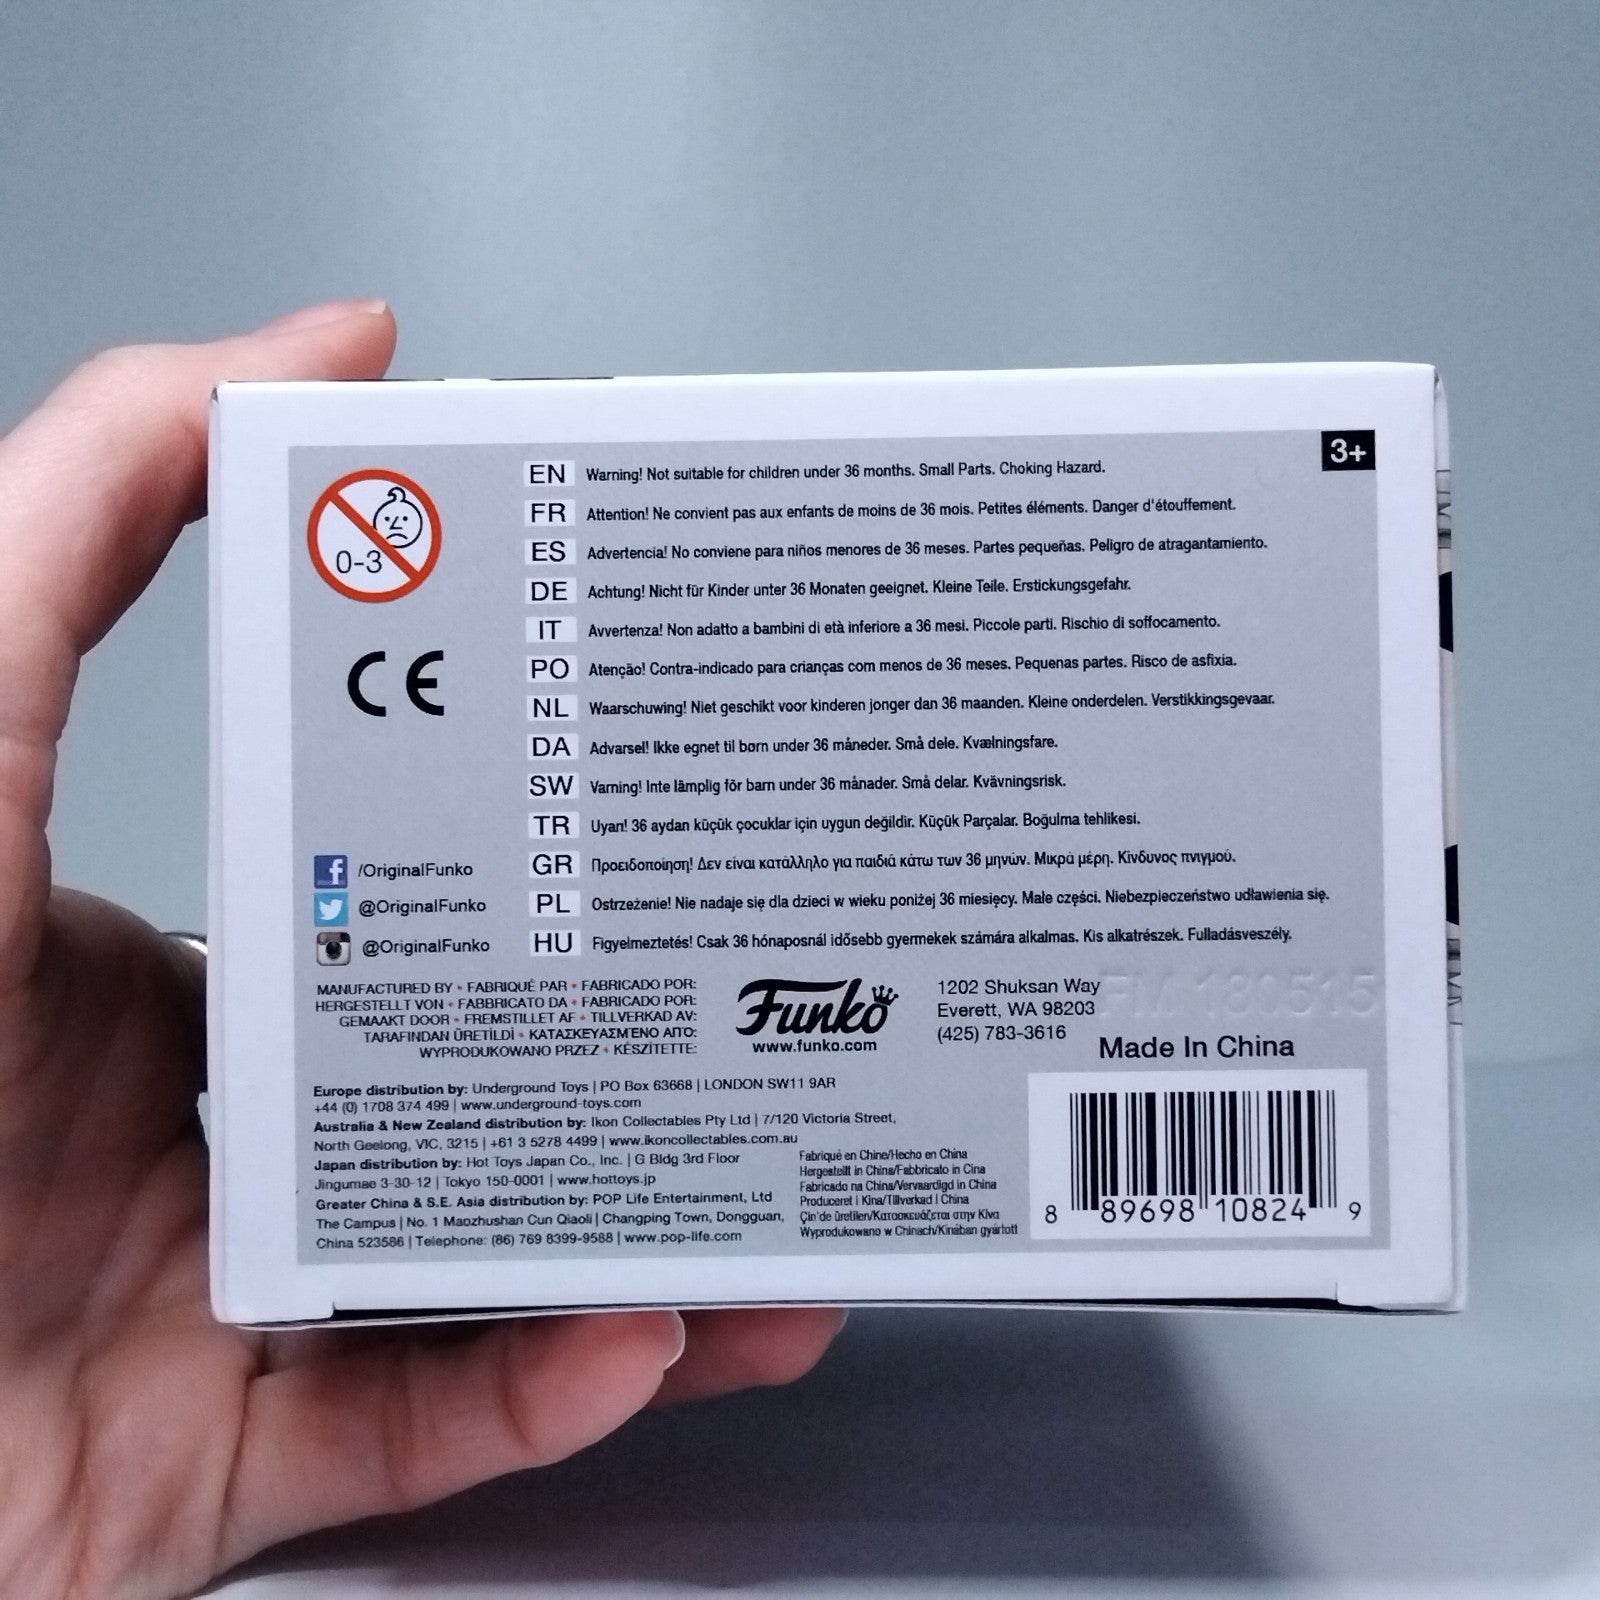 3+
0-3
EN Warning! Not suitable for children under 36 months. Small Parts. Choking Hazard.
FR Attention! Ne convient pas aux enfants de moins de 36 mois. Petites éléments. Danger d'étouffement.
ES Advertencia! No conviene para niños menores de 36 meses. Partes pequeñas. Peligro de atragantamiento.
DE Achtung! Nicht für Kinder unter 36 Monaten geeignet. Kleine Teile. Erstickungsgefahr.
IT Avvertenza! Non adatto a bambini di età inferiore a 36 mesi. Piccole parti. Rischio di soffocamento.
PO Atenção! Contra-indicado para crianças com menos de 36 meses. Pequenas partes. Risco de asfixia.
NL Waarschuwing! Niet geschikt voor kinderen jonger dan 36 maanden. Kleine onderdelen. Verstikkingsgevaar.
DA Advarsel! Ikke egnet til børn under 36 måneder. Små dele. Kvælningsfare.
SW Varning! Inte lämplig för barn under 36 månader. Små delar. Kvävningsrisk.
TR Uyarı! 36 aydan küçük çocuklar için uygun değildir. Küçük Parçalar. Boğulma tehlikesi.
GR Προειδοποίηση! Δεν είναι κατάλληλο για παιδιά κάτω των 36 μηνών. Μικρά μέρη. Κίνδυνος πνιγμού.
PL Ostrzeżenie! Nie nadaje się dla dzieci w wieku poniżej 36 miesięcy. Małe części. Niebezpieczeństwo udławienia się.
HU Figyelmeztetés! Csak 36 hónaposnál idősebb gyermekek számára alkalmas. Kis alkatrészek. Fulladásveszély.
CE
/OriginalFunko
@OriginalFunko
@OriginalFunko
MANUFACTURED BY • FABRIQUÉ PAR • FABRICADO POR:
HERGESTELLT VON • FABBRICATO DA • FABRICADO POR:
GEMAAKT DOOR • FREMSTILLET AF • TILLVERKAD AV:
TARAFINDAN ÜRETİLDİ • ΚΑΤΑΣΚΕΥΑΣΜΈΝΟ ΑΠΌ:
WYPRODUKOWANO PRZEZ • KÉSZÍTETTE:
Funko
www.funko.com
1202 Shuksan Way
Everett, WA 98203
(425) 783-3616
FM 180515
Made In China
Europe distribution by: Underground Toys | PO Box 63668 | LONDON SW11 9AR
+44 (0) 1708 374 499 | www.underground-toys.com
Australia & New Zealand distribution by: Ikon Collectables Pty Ltd | 7/120 Victoria Street,
North Geelong, VIC, 3215 | +61 3 5278 4499 | www.ikoncollectables.com.au
Japan distribution by: Hot Toys Japan Co., Inc. | G Bldg 3rd Floor
Jingumae 3-30-12 | Tokyo 150-0001 | www.hottoys.jp
Greater China & S.E. Asia distribution by: POP Life Entertainment, Ltd
The Campus | No. 1 Maozhushan Cun Qiaoli | Changping Town, Dongguan,
China 523586 | Telephone: (86) 769 8399-9588 | www.pop-life.com
Fabriqué en Chine/Hecho en China
Hergestellt in China/Fabbricato in Cina
Fabricado na China/Vervaardigd in China
Produceret i Kina/Tillverkad i China
Çin'de üretilen/Κατασκευάζεται στην Κίνα
Wyprodukowano w Chinach/Kínában gyártott
8 89698 10824 9